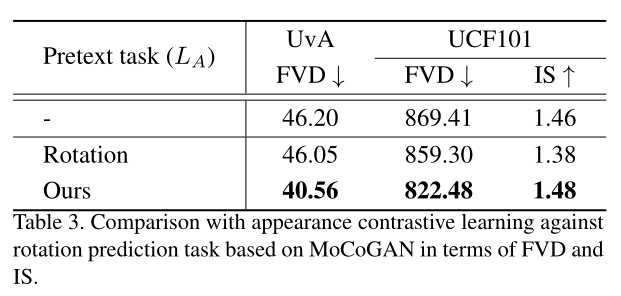 Pretext task (L_A) UvA UCF101
FVD ↓ FVD ↓ IS ↑
- 46.20 869.41 1.46
Rotation 46.05 859.30 1.38
Ours 40.56 822.48 1.48
Table 3. Comparison with appearance contrastive learning against
rotation prediction task based on MoCoGAN in terms of FVD and
IS.